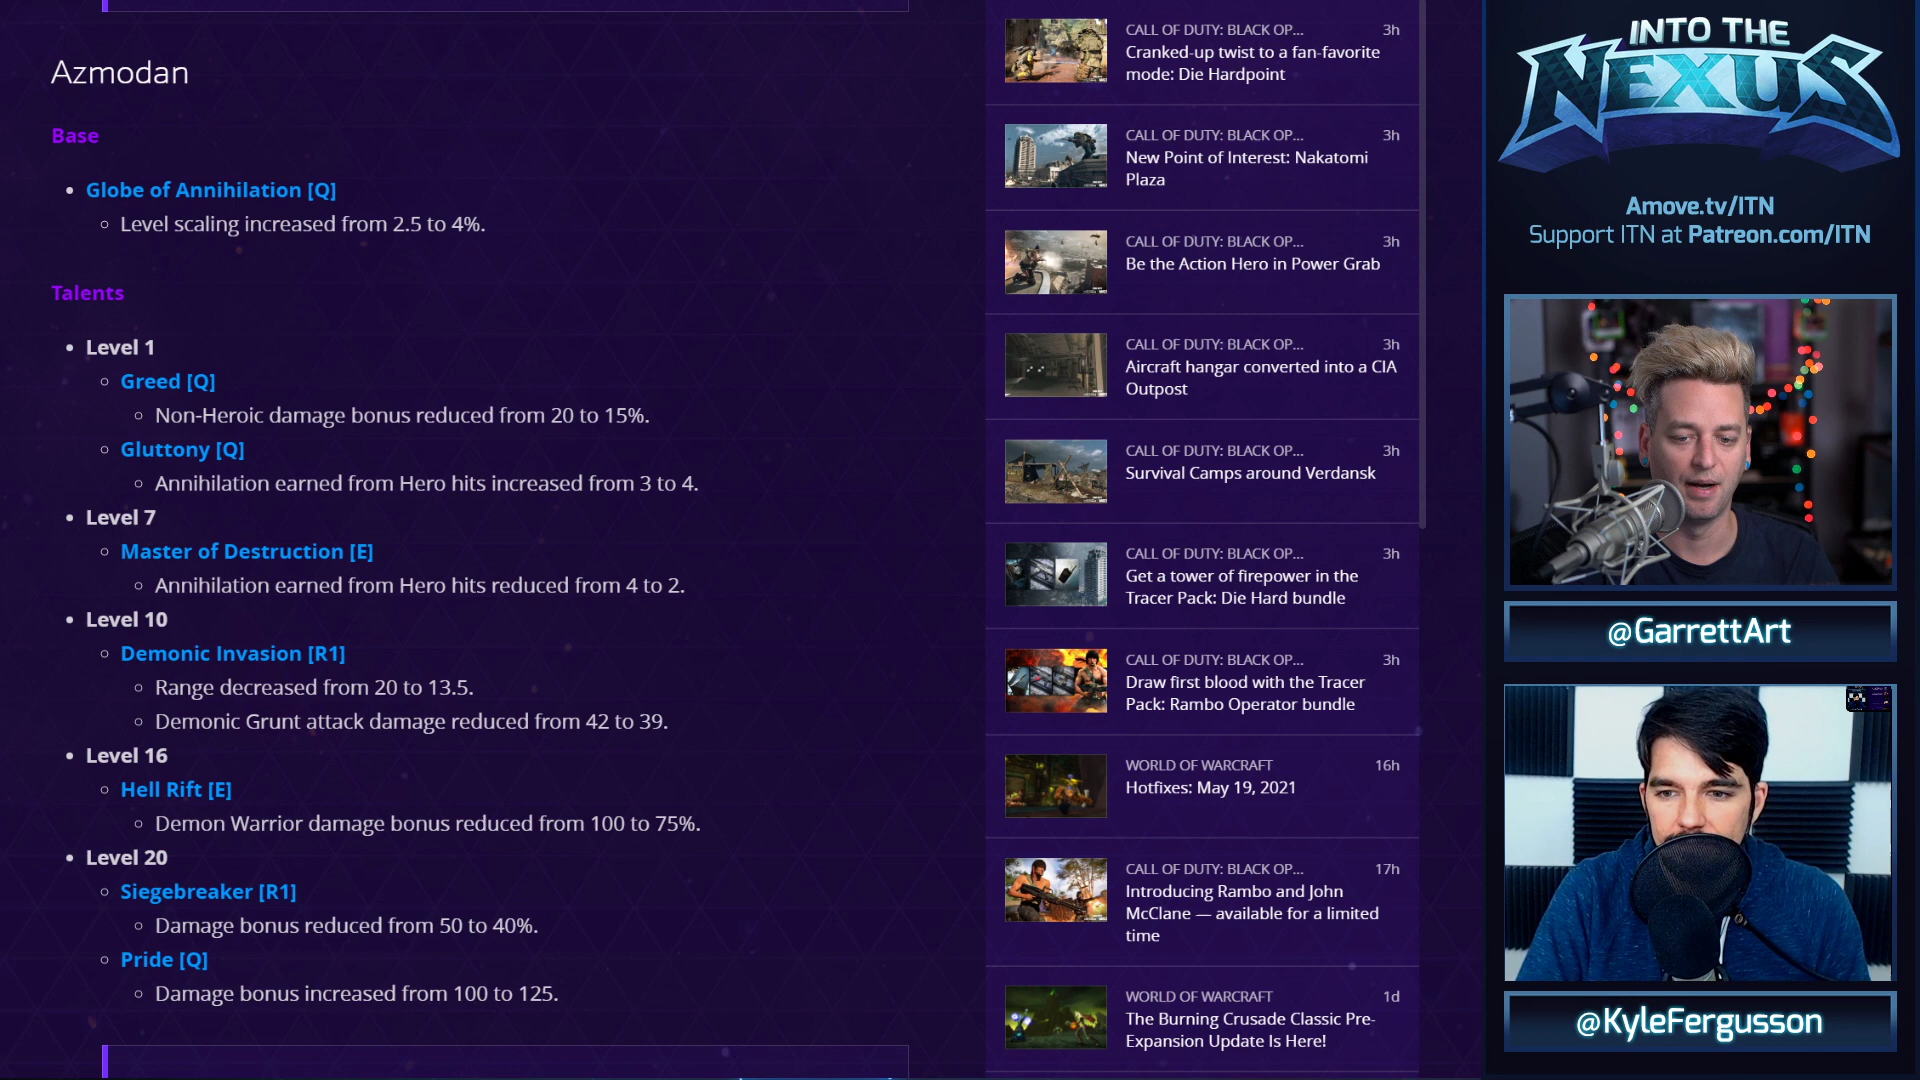 Azmodan
Base
Globe of Annihilation [Q]
Level scaling increased from 2.5 to 4%.
Talents
Level 1
Greed [Q]
Non-Heroic damage bonus reduced from 20 to 15%.
Gluttony [Q]
Annihilation earned from Hero hits increased from 3 to 4.
Level 7
Master of Destruction [E]
Annihilation earned from Hero hits reduced from 4 to 2.
Level 10
Demonic Invasion [R1]
Range decreased from 20 to 13.5.
Demonic Grunt attack damage reduced from 42 to 39.
Level 16
Hell Rift [E]
Demon Warrior damage bonus reduced from 100 to 75%.
Level 20
Siegebreaker [R1]
Damage bonus reduced from 50 to 40%.
Pride [Q]
Damage bonus increased from 100 to 125.
CALL OF DUTY: BLACK OP... 3h
Cranked-up twist to a fan-favorite
mode: Die Hardpoint
CALL OF DUTY: BLACK OP... 3h
New Point of Interest: Nakatomi
Plaza
CALL OF DUTY: BLACK OP... 3h
Be the Action Hero in Power Grab
CALL OF DUTY: BLACK OP... 3h
Aircraft hangar converted into a CIA
Outpost
CALL OF DUTY: BLACK OP... 3h
Survival Camps around Verdansk
CALL OF DUTY: BLACK OP... 3h
Get a tower of firepower in the
Tracer Pack: Die Hard bundle
CALL OF DUTY: BLACK OP... 3h
Draw first blood with the Tracer
Pack: Rambo Operator bundle
WORLD OF WARCRAFT 16h
Hotfixes: May 19, 2021
CALL OF DUTY: BLACK OP... 17h
Introducing Rambo and John
McClane — available for a limited
time
WORLD OF WARCRAFT 1d
The Burning Crusade Classic Pre-
Expansion Update Is Here!
INTO THE
NEXUS
Amove.tv/ITN
Support ITN at Patreon.com/ITN
@GarrettArt
@KyleFergusson